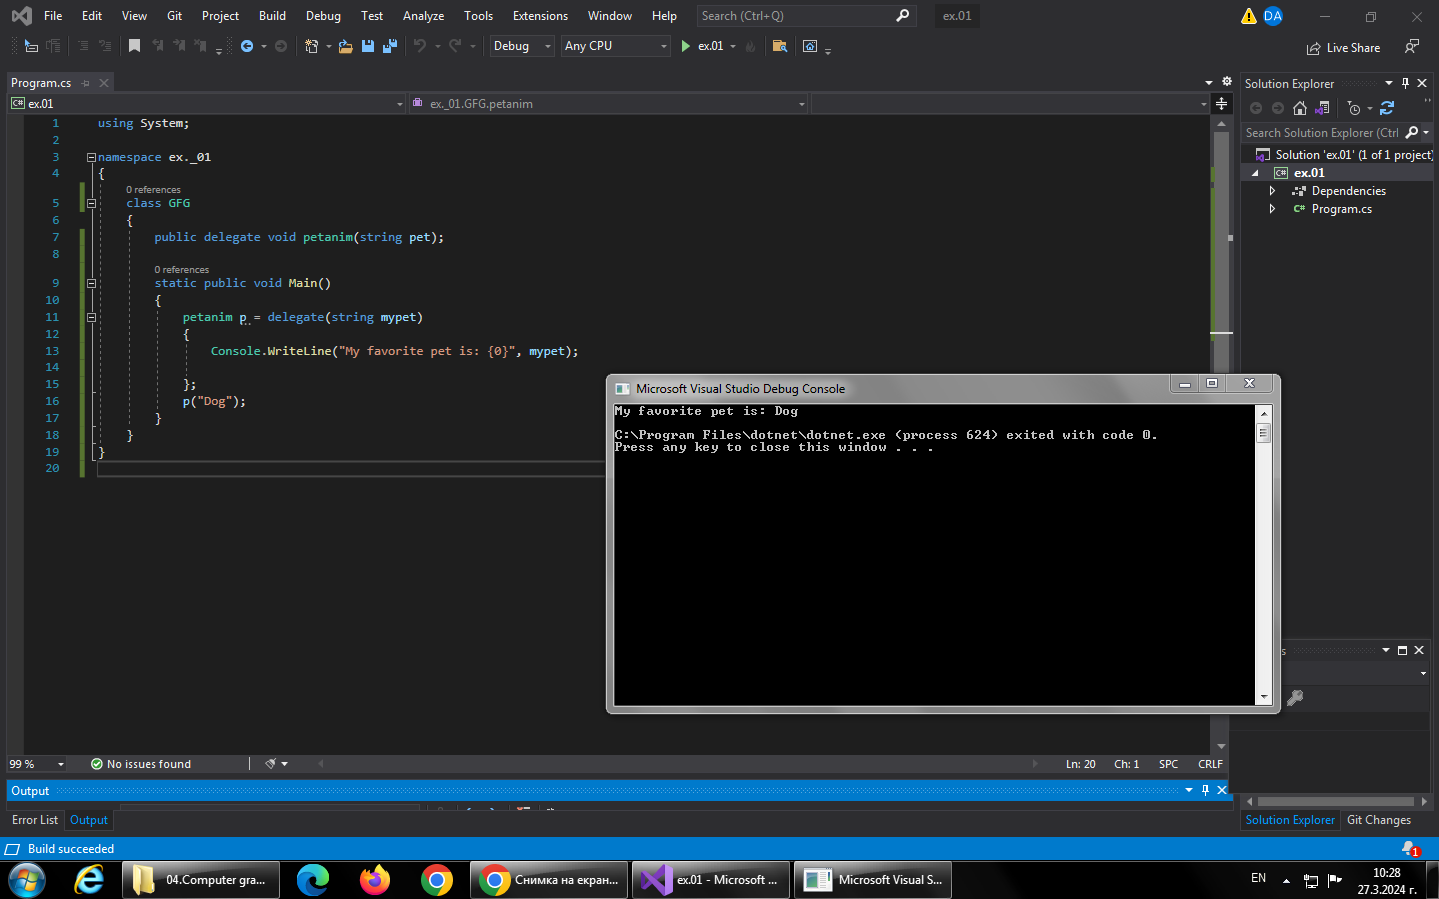 File Edit View Git Project Build Debug Test Analyze Tools Extensions Window Help Search (Ctrl+Q) ex.01 DA
Debug Any CPU ex.01 Live Share
Program.cs
ex.01 ex._01.GFG.petanim
1 using System;
2
3 namespace ex._01
4 {
0 references
5 class GFG
6 {
7 public delegate void petanim(string pet);
8
0 references
9 static public void Main()
10 {
11 petanim p = delegate(string mypet)
12 {
13 Console.WriteLine("My favorite pet is: {0}", mypet);
14
15 };
16 p("Dog");
17 }
18 }
19 }
20
Solution Explorer
Search Solution Explorer (Ctrl
Solution 'ex.01' (1 of 1 project)
C# ex.01
Dependencies
C# Program.cs
Microsoft Visual Studio Debug Console
My favorite pet is: Dog
C:\Program Files\dotnet\dotnet.exe (process 624) exited with code 0.
Press any key to close this window . . .
99 % No issues found Ln: 20 Ch: 1 SPC CRLF
Output
Error List Output
Solution Explorer Git Changes
Build succeeded 1
04.Computer gra... Снимка на екран... ex.01 - Microsoft ... Microsoft Visual S... EN 10:28
27.3.2024 г.